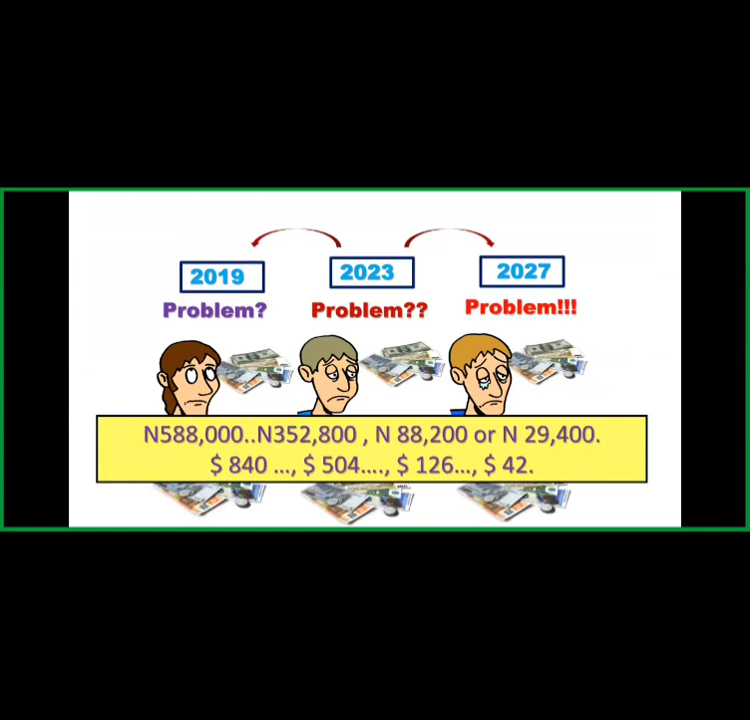 2019
2023
2027
Problem?
Problem??
Problem!!!
N588,000..N352,800 , N 88,200 or N 29,400.
$ 840 ..., $ 504...., $ 126..., $ 42.